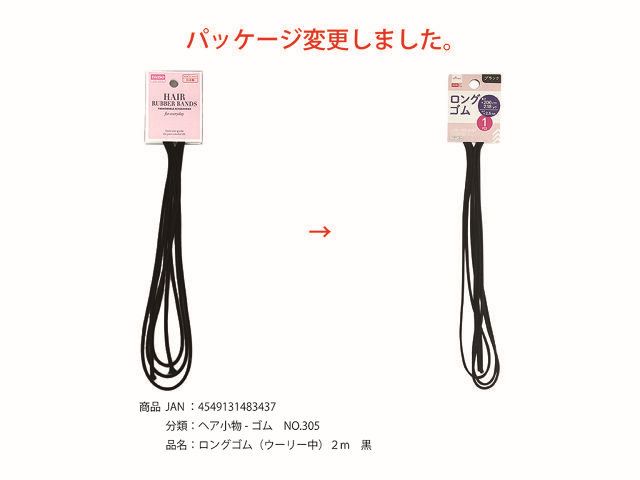 パッケージ変更しました。
HAIR
RUBBER BANDS
for everyday
ブラック
ロング
ゴム
→
商品 JAN ：4549131483437
分類：ヘア小物 - ゴム　NO.305
品名：ロングゴム（ウーリー中）２ｍ　黒